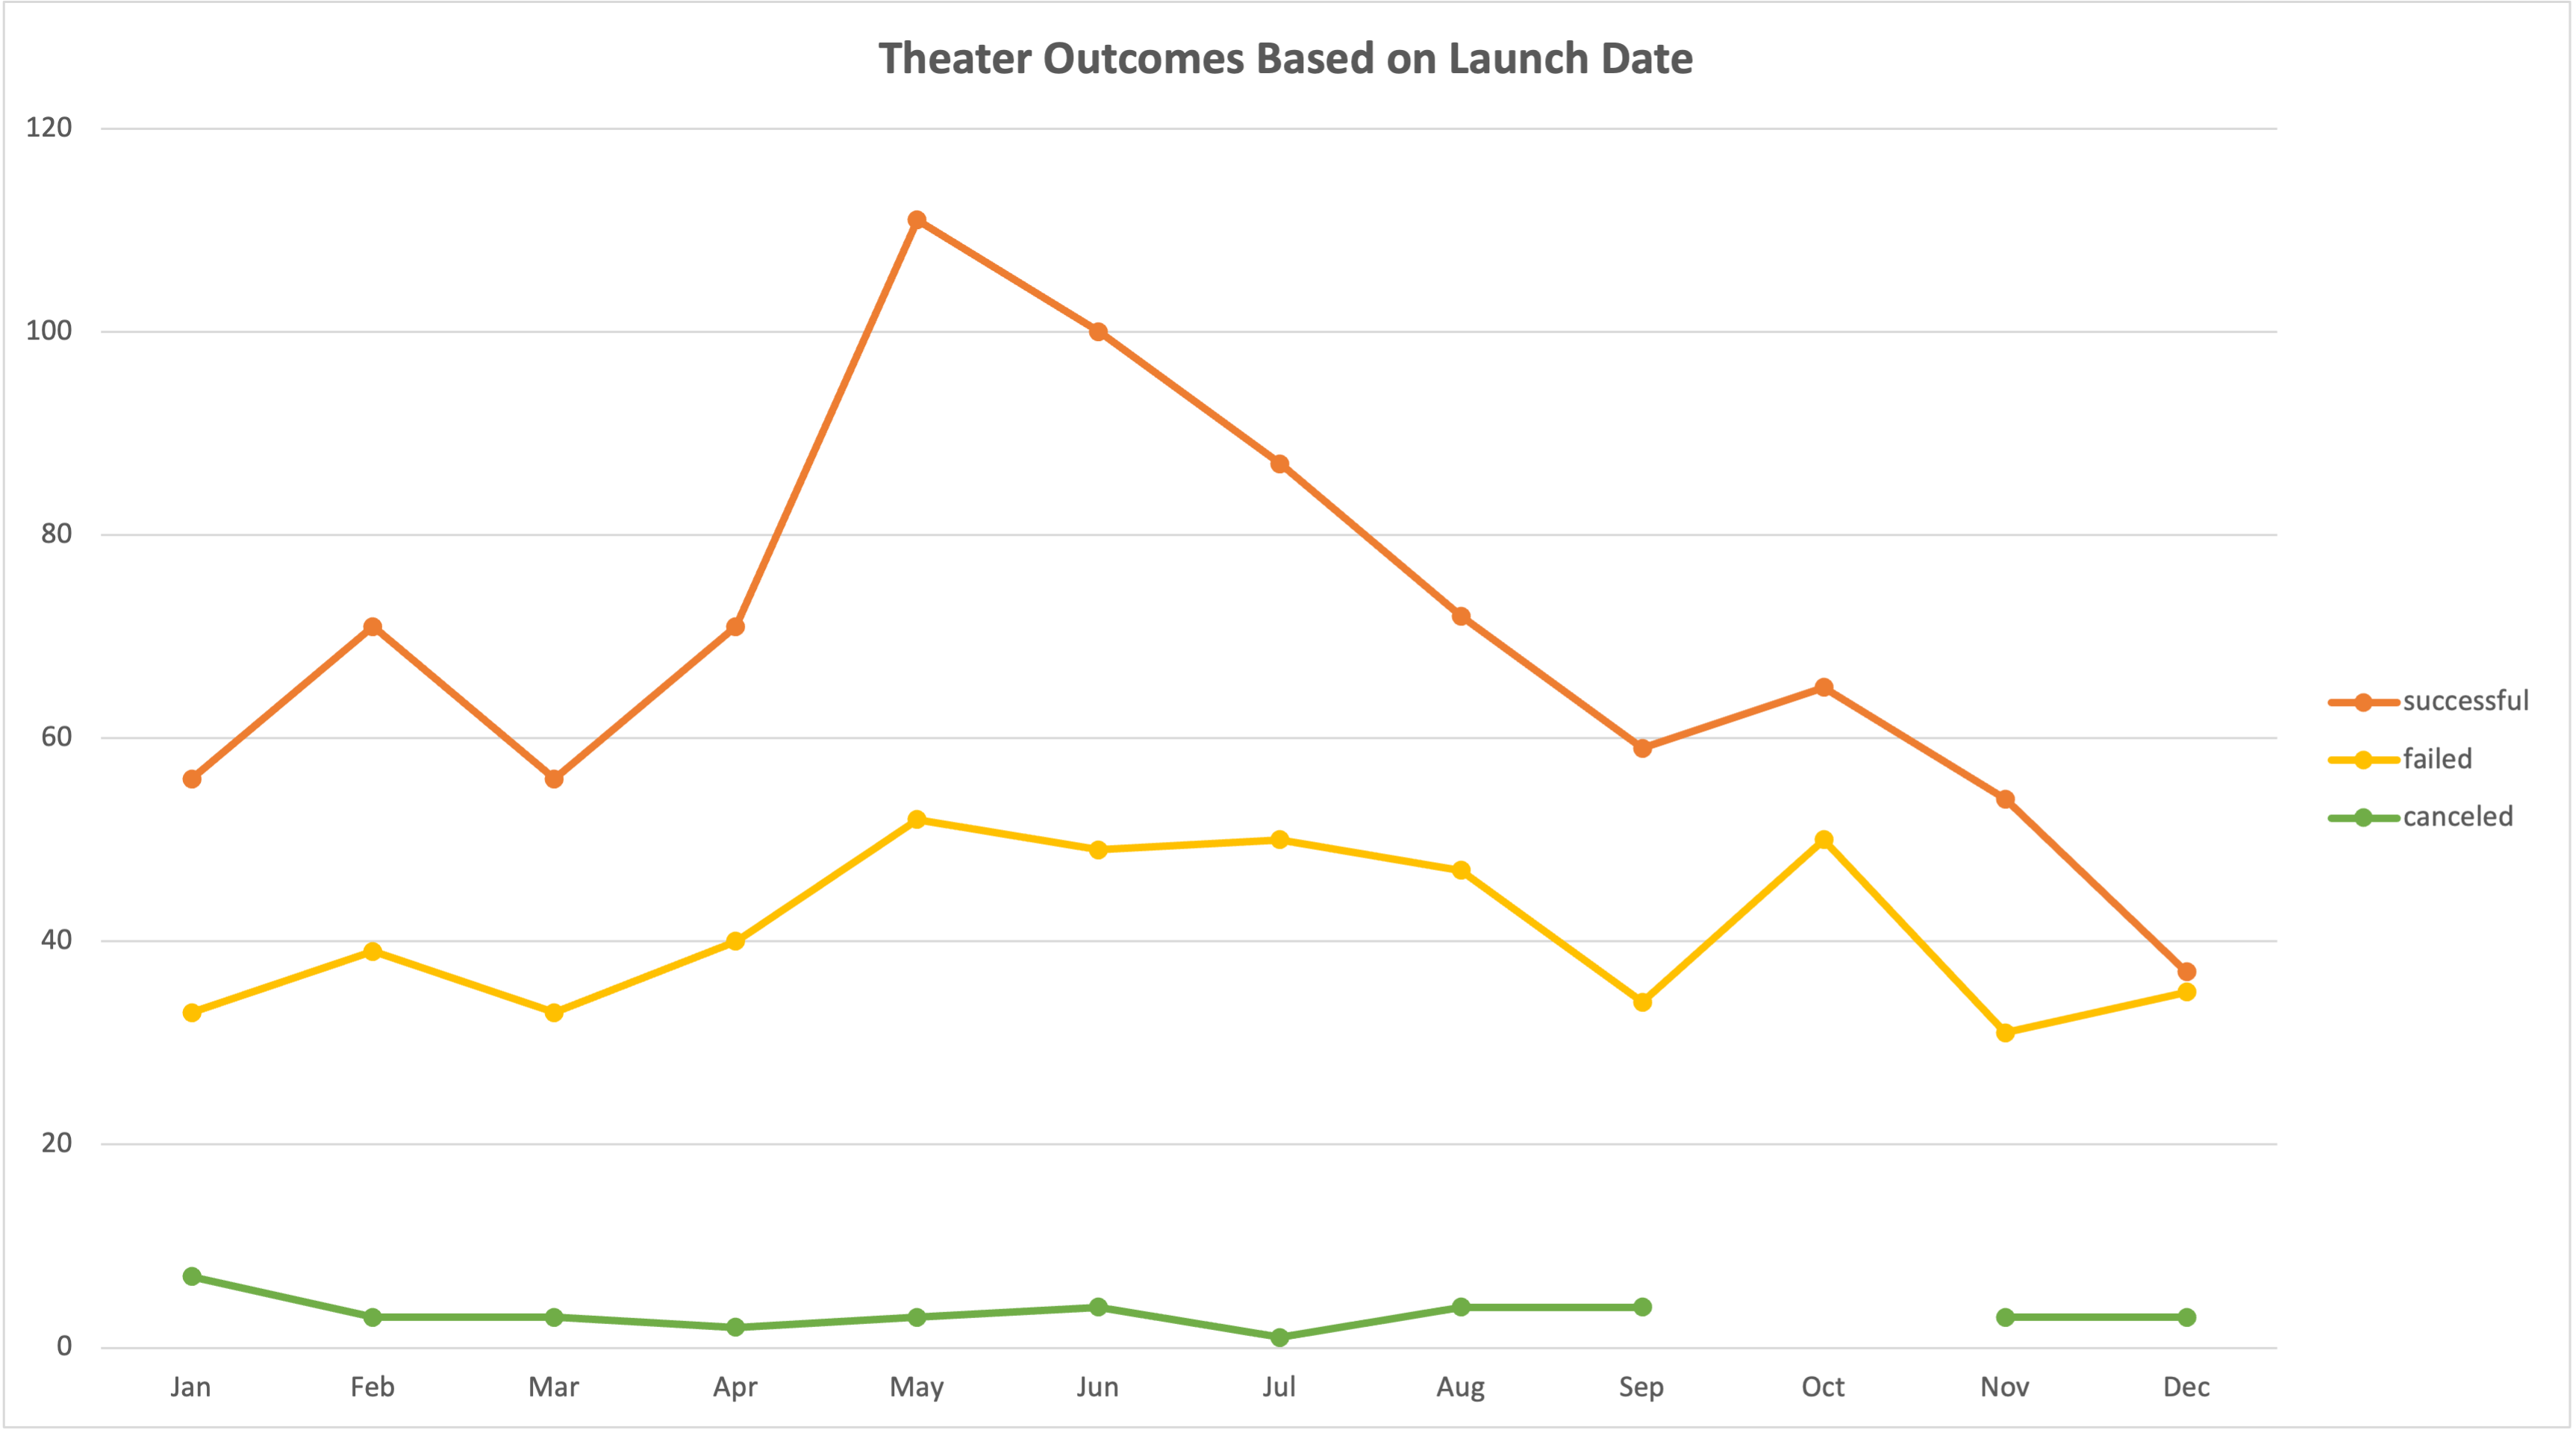 Theater Outcomes Based on Launch Date
120
100
80
60
40
20
0
Jan Feb Mar Apr May Jun Jul Aug Sep Oct Nov Dec
successful
failed
canceled